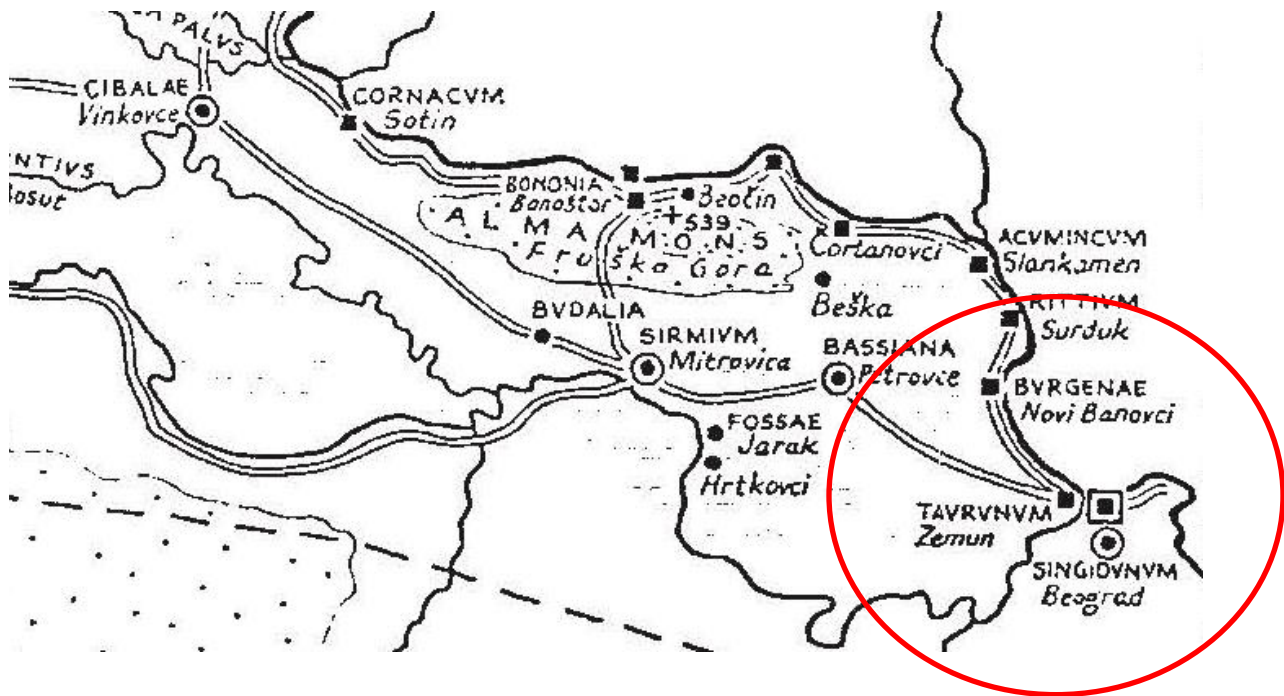 PALVS
CIBALAE
Vinkovce
CORNACVM
Sotin
NTIVS
Bosut
BONONIA
Banoštor
Beočin
539
ALMA MONS
Fruška Gora
Čortanovci
ACVMINCVM
Slankamen
Beška
RITTIVM
Surduk
BVDALIA
SIRMIVM
Mitrovica
BASSIANA
Petrovce
BVRGENAE
Novi Banovci
FOSSAE
Jarak
Hrtkovci
TAVRVNVM
Zemun
SINGIDVNVM
Beograd